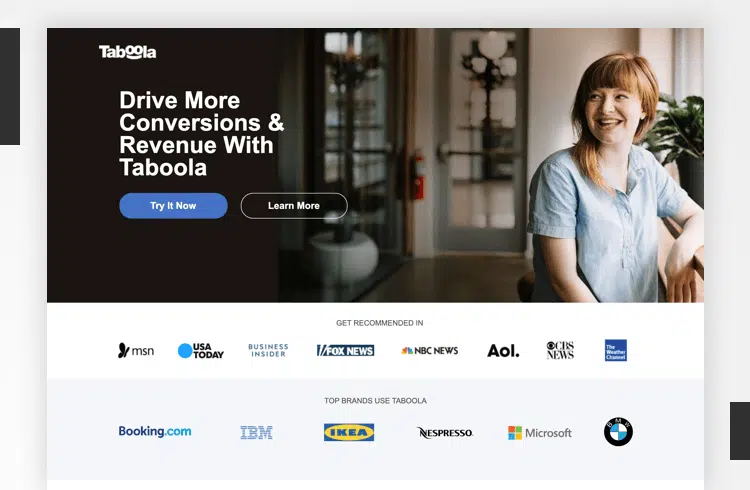 Taboola
Drive More
Conversions &
Revenue With
Taboola
Try It Now
Learn More
GET RECOMMENDED IN
msn
USA
TODAY
BUSINESS
INSIDER
FOX NEWS
NBC NEWS
Aol.
CBS
NEWS
The
Weather
Channel
TOP BRANDS USE TABOOLA
Booking.com
IBM
IKEA
NESPRESSO.
Microsoft
BMW